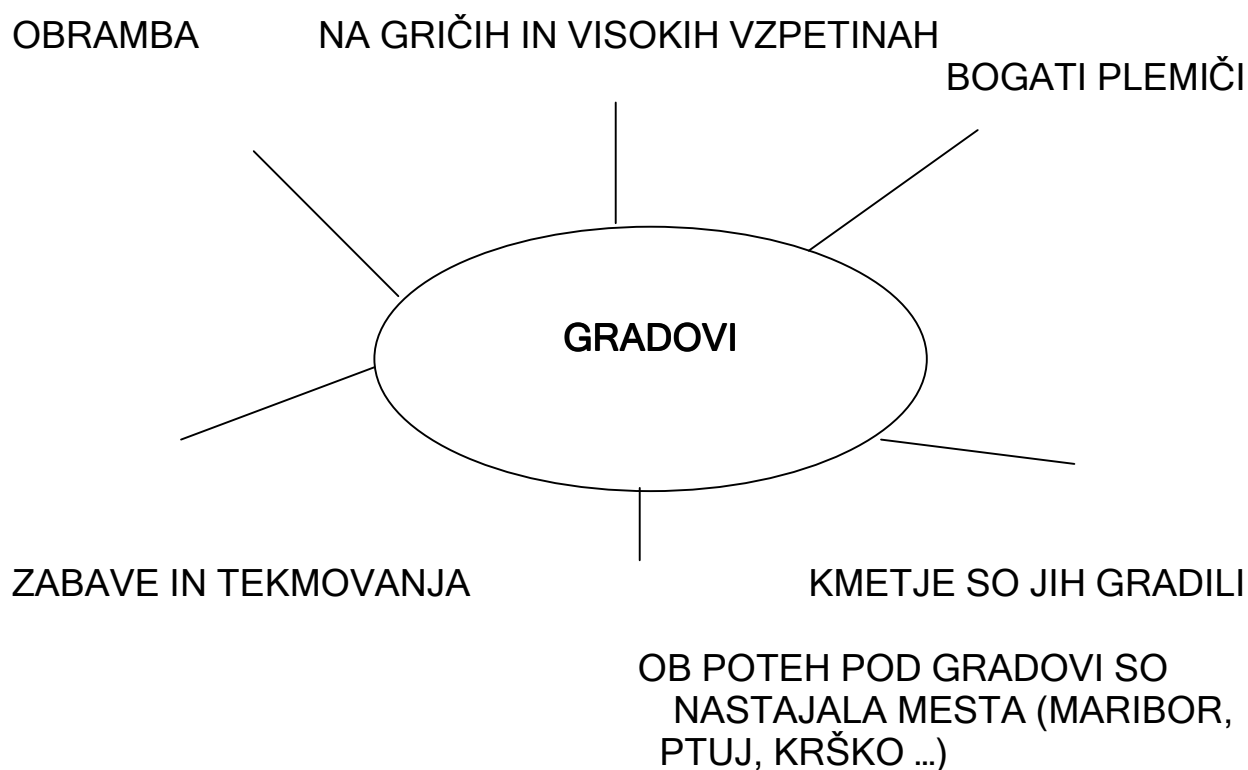 OBRAMBA
NA GRIČIH IN VISOKIH VZPETINAH
BOGATI PLEMIČI
GRADOVI
ZABAVE IN TEKMOVANJA
KMETJE SO JIH GRADILI
OB POTEH POD GRADOVI SO
NASTAJALA MESTA (MARIBOR,
PTUJ, KRŠKO ...)